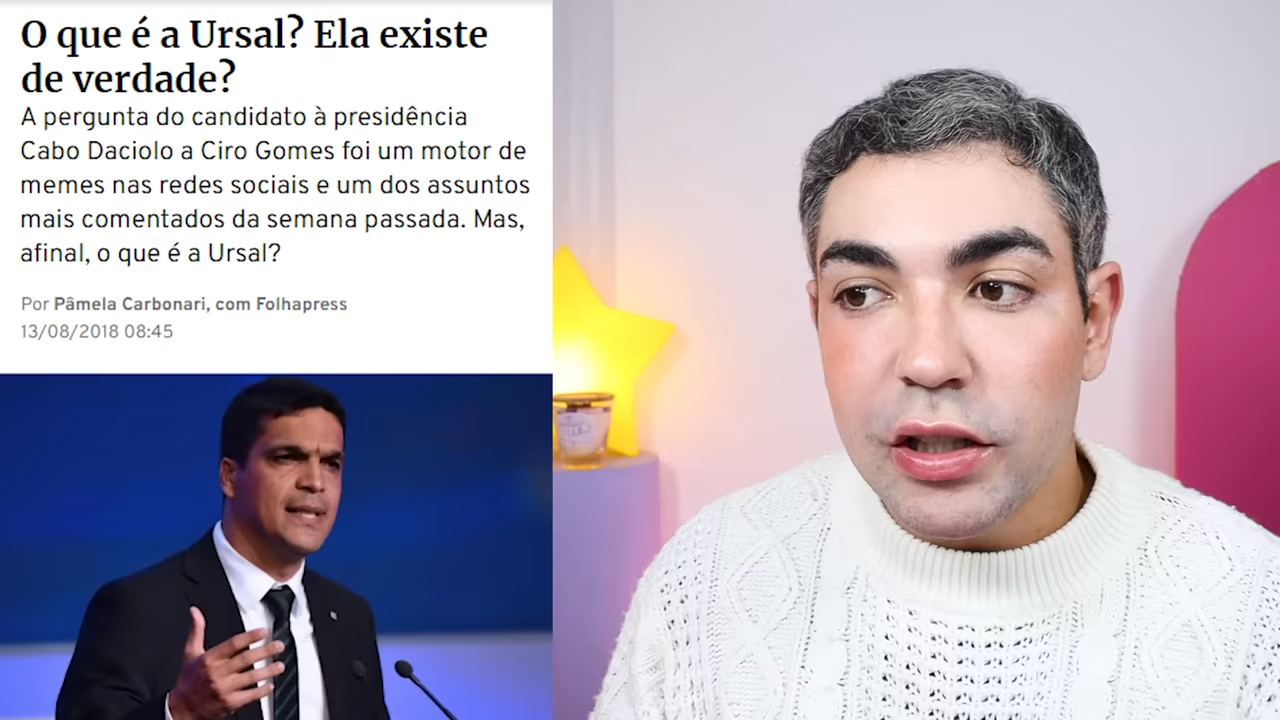 O que é a Ursal? Ela existe
de verdade?
A pergunta do candidato à presidência
Cabo Daciolo a Ciro Gomes foi um motor de
memes nas redes sociais e um dos assuntos
mais comentados da semana passada. Mas,
afinal, o que é a Ursal?
Por Pâmela Carbonari, com Folhapress
13/08/2018 08:45